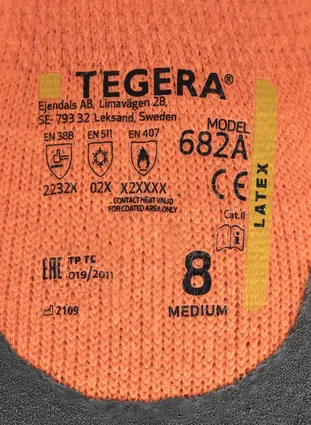 TEGERA®
Ejendals AB, Limavägen 28,
SE- 793 32 Leksand, Sweden
EN 388 EN 511 EN 407
MODEL
682A
2232X 02X X2XXXX
CONTACT HEAT VALID
FOR COATED AREA ONLY
CE
Cat.II
i
LATEX
EAC TP TC
019/2011
8
MEDIUM
2109